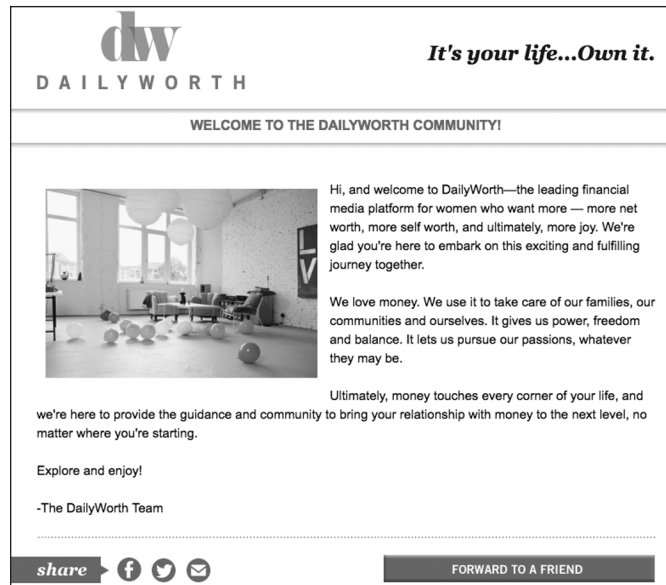 dw
DAILYWORTH
It's your life...Own it.
WELCOME TO THE DAILYWORTH COMMUNITY!
LV
Hi, and welcome to DailyWorth—the leading financial
media platform for women who want more — more net
worth, more self worth, and ultimately, more joy. We're
glad you're here to embark on this exciting and fulfilling
journey together.
We love money. We use it to take care of our families, our
communities and ourselves. It gives us power, freedom
and balance. It lets us pursue our passions, whatever
they may be.
Ultimately, money touches every corner of your life, and
we're here to provide the guidance and community to bring your relationship with money to the next level, no
matter where you're starting.
Explore and enjoy!
-The DailyWorth Team
share
FORWARD TO A FRIEND